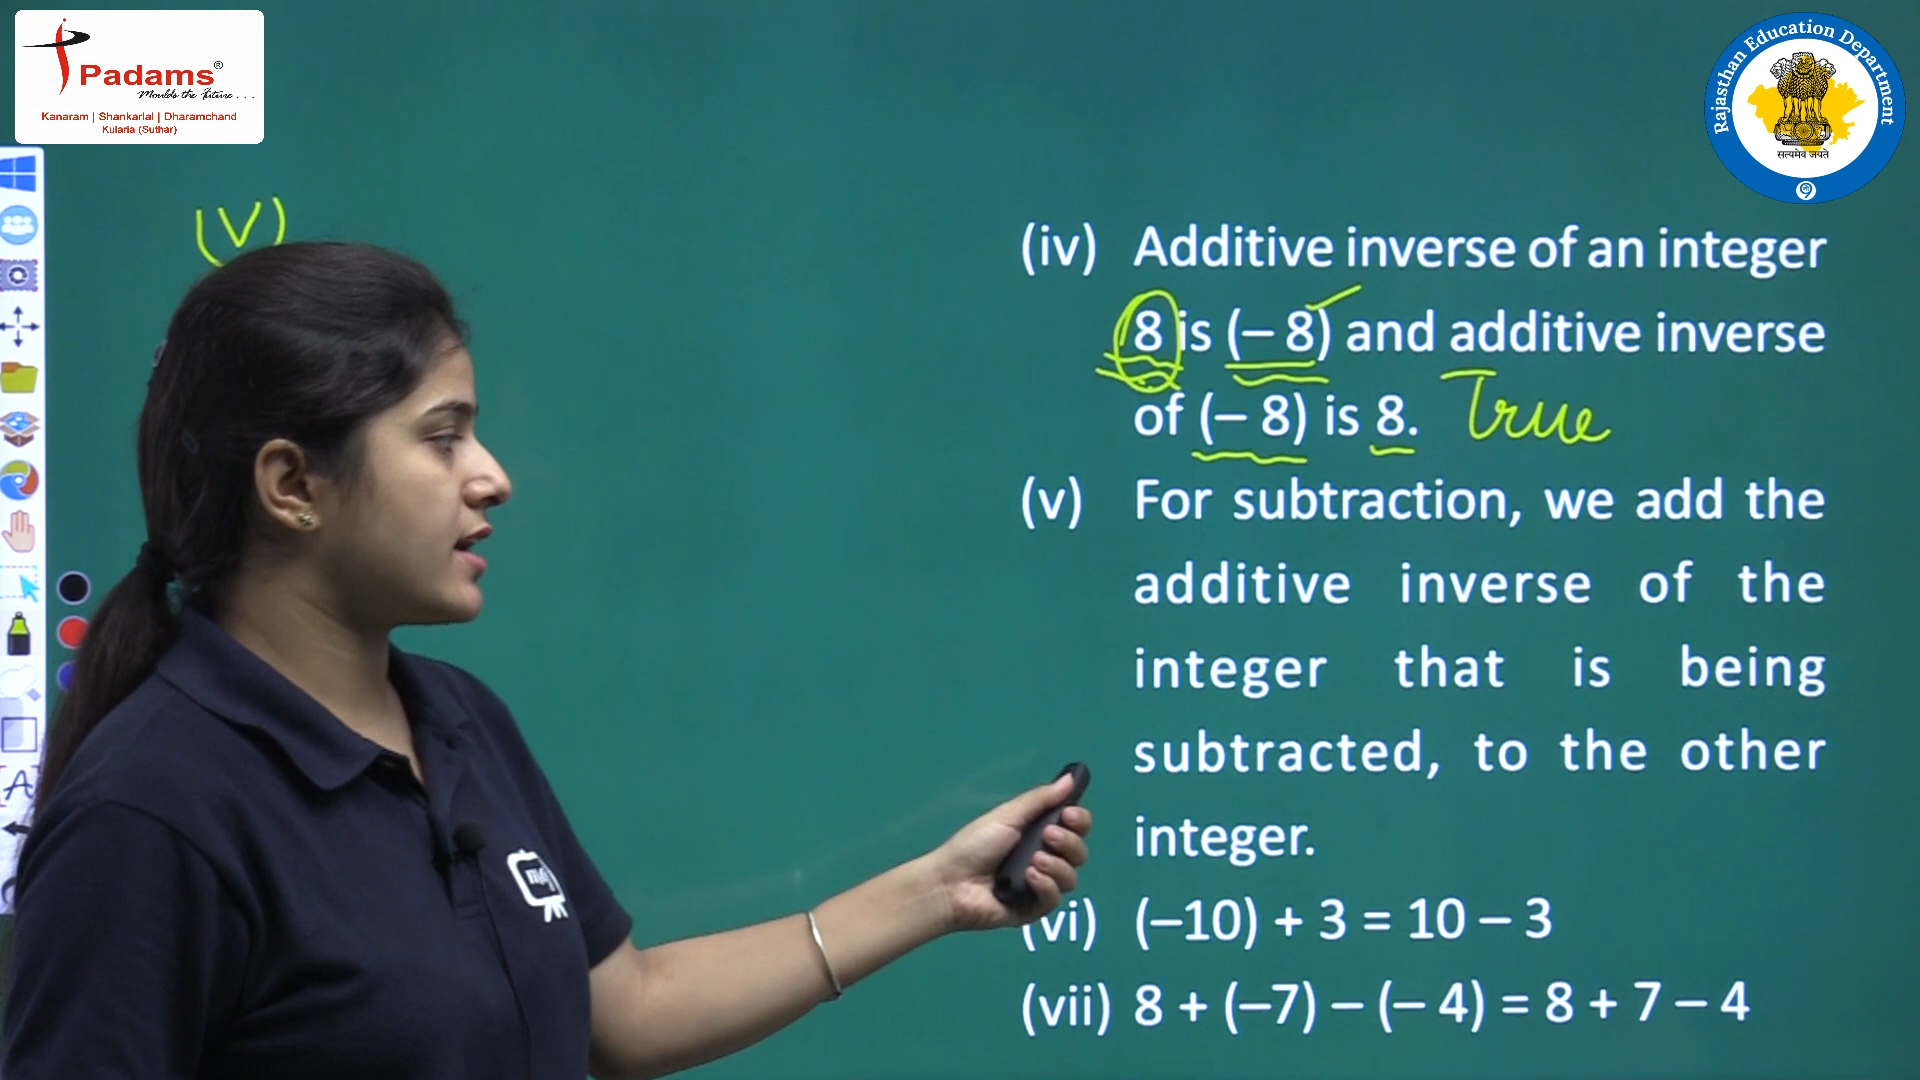 Padams®
Moulds the Future . . .
Kanaram | Shankarlal | Dharamchand
Kularia (Suthar)
Rajasthan Education Department
सत्यमेव जयते
(V)
(iv) Additive inverse of an integer
8 is (– 8) and additive inverse
of (– 8) is 8. True
(v) For subtraction, we add the
additive inverse of the
integer that is being
subtracted, to the other
integer.
(vi) (–10) + 3 = 10 – 3
(vii) 8 + (–7) – (– 4) = 8 + 7 – 4